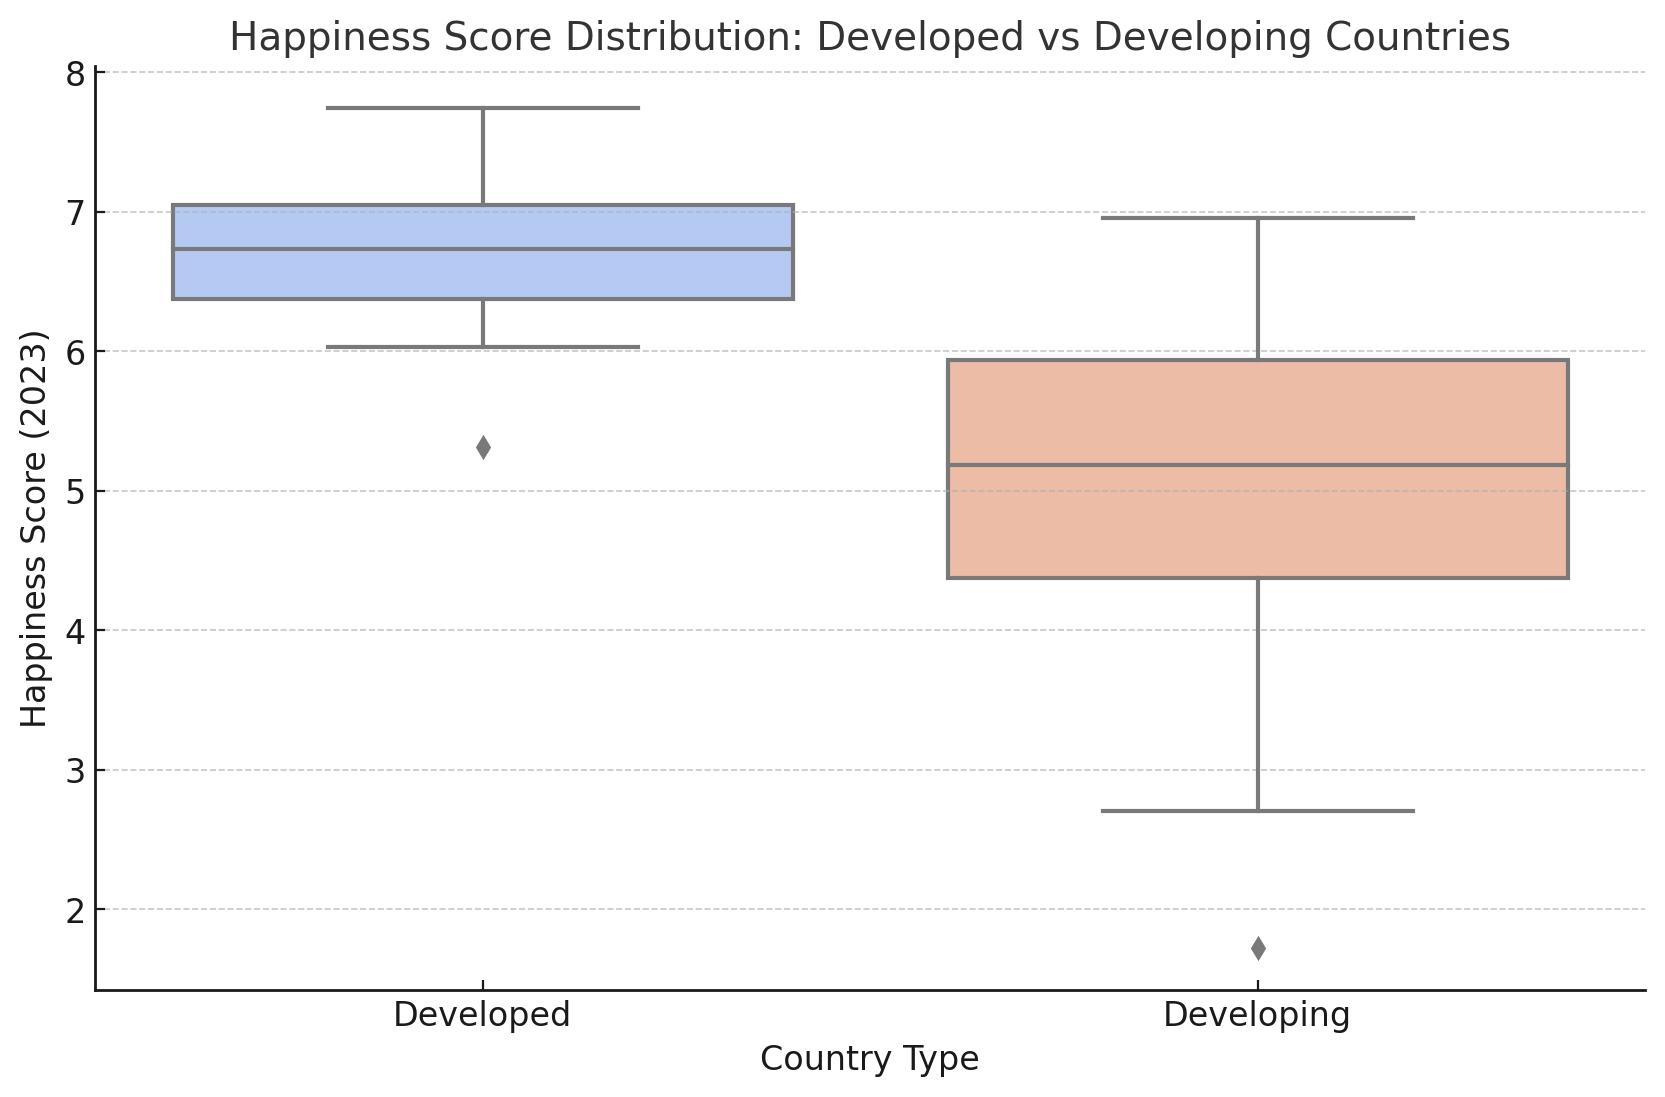 Happiness Score Distribution: Developed vs Developing Countries
8
7
6
5
4
3
2
Happiness Score (2023)
Developed
Developing
Country Type